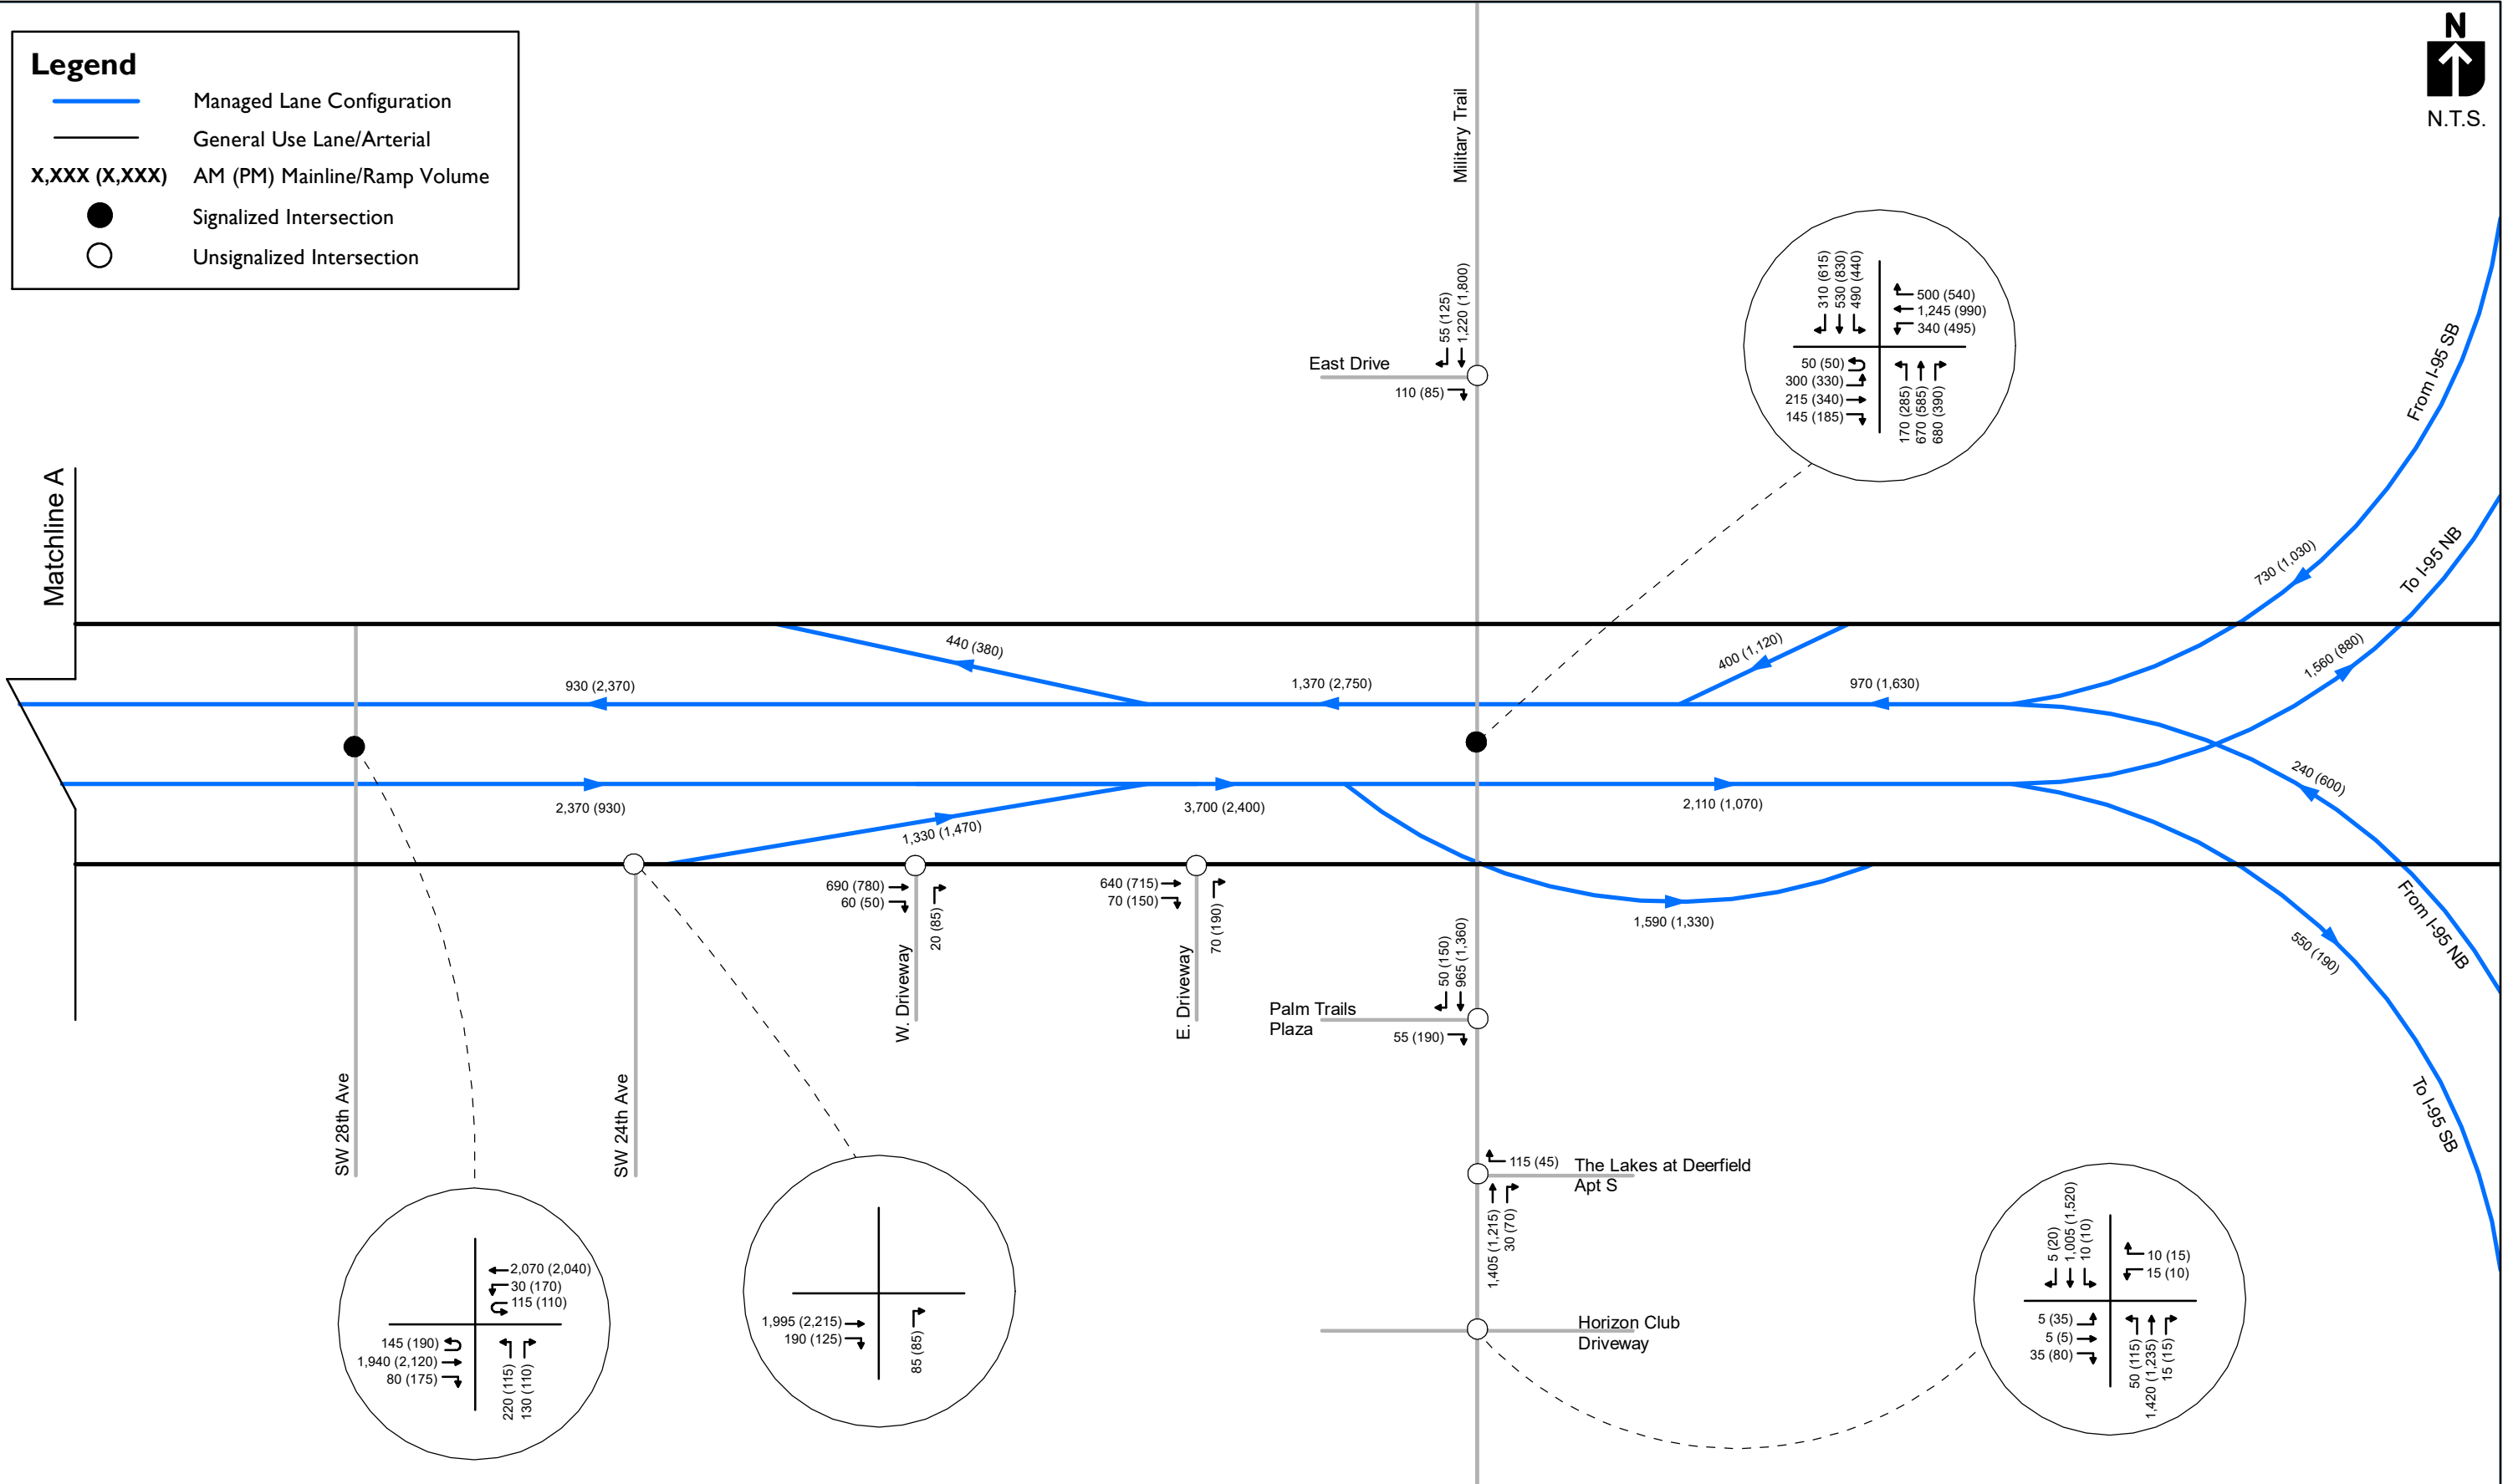 Legend
Managed Lane Configuration
General Use Lane/Arterial
X,XXX (X,XXX) AM (PM) Mainline/Ramp Volume
Signalized Intersection
Unsignalized Intersection
N
N.T.S.
Military Trail
55 (125)
1,220 (1,800)
East Drive
110 (85)
310 (615)
530 (830)
490 (440)
500 (540)
1,245 (990)
340 (495)
50 (50)
300 (330)
215 (340)
145 (185)
170 (285)
670 (585)
680 (390)
From I-95 SB
To I-95 NB
730 (1,030)
1,560 (880)
Matchline A
440 (380)
400 (1,120)
930 (2,370)
1,370 (2,750)
970 (1,630)
240 (600)
2,370 (930)
1,330 (1,470)
3,700 (2,400)
2,110 (1,070)
690 (780)
60 (50)
20 (85)
W. Driveway
640 (715)
70 (150)
70 (190)
E. Driveway
1,590 (1,330)
From I-95 NB
550 (190)
To I-95 SB
50 (150)
965 (1,360)
Palm Trails
Plaza
55 (190)
SW 28th Ave
SW 24th Ave
115 (45)
The Lakes at Deerfield
Apt S
1,405 (1,215)
30 (70)
Horizon Club
Driveway
2,070 (2,040)
30 (170)
115 (110)
145 (190)
1,940 (2,120)
80 (175)
220 (115)
130 (110)
1,995 (2,215)
190 (125)
85 (85)
5 (20)
1,005 (1,520)
10 (10)
10 (15)
15 (10)
5 (35)
5 (5)
35 (80)
50 (115)
1,420 (1,235)
15 (15)